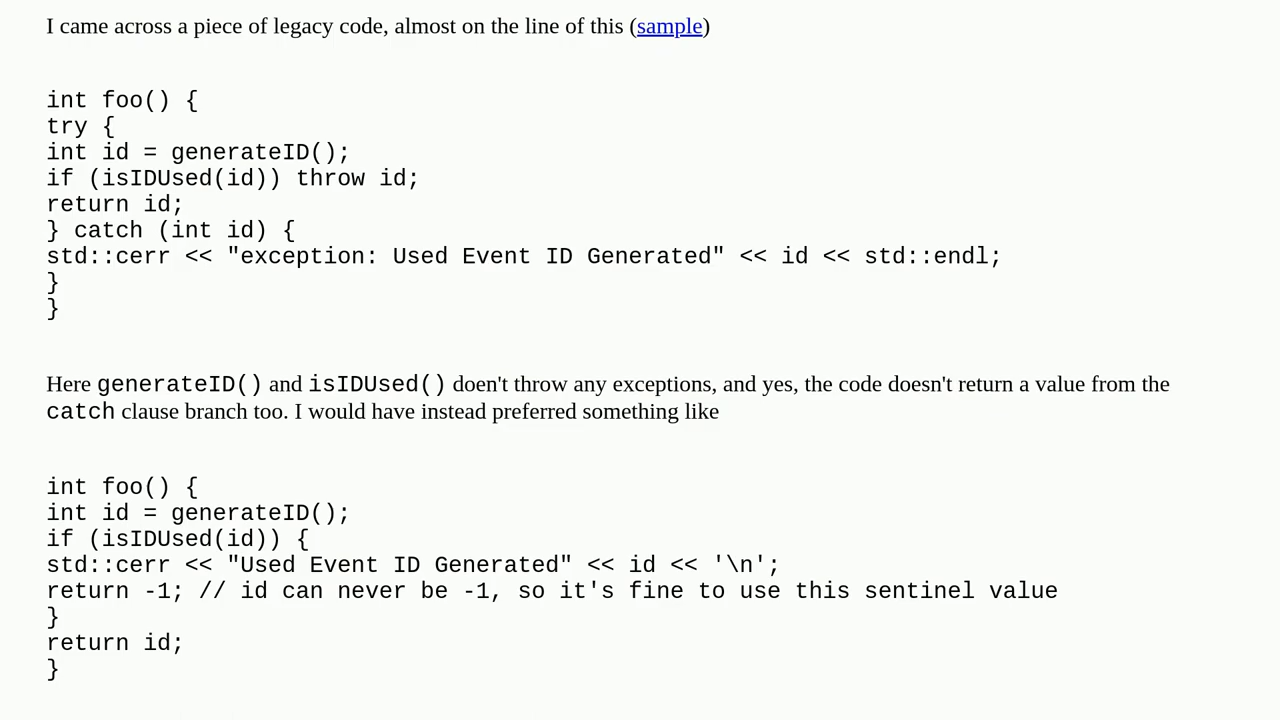 I came across a piece of legacy code, almost on the line of this (sample)
int foo() {
try {
int id = generateID();
if (isIDUsed(id)) throw id;
return id;
} catch (int id) {
std::cerr << "exception: Used Event ID Generated" << id << std::endl;
}
}
Here generateID() and isIDUsed() doen't throw any exceptions, and yes, the code doesn't return a value from the
catch clause branch too. I would have instead preferred something like
int foo() {
int id = generateID();
if (isIDUsed(id)) {
std::cerr << "Used Event ID Generated" << id << '\n';
return -1; // id can never be -1, so it's fine to use this sentinel value
}
return id;
}